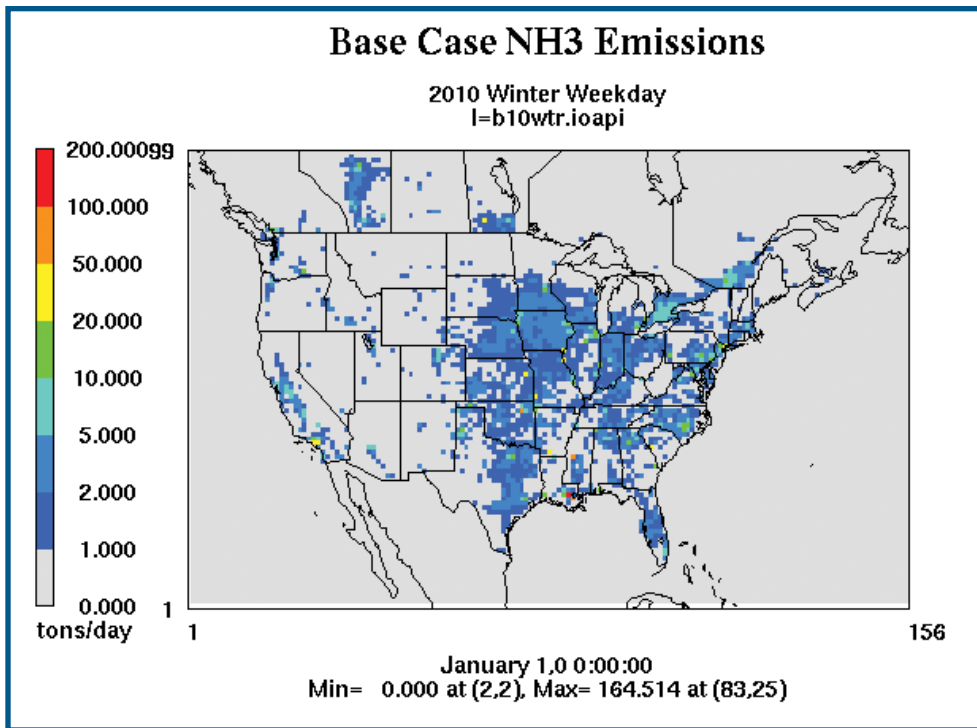 Base Case NH3 Emissions
2010 Winter Weekday
l=b10wtr.ioapi
200.000
100.000
50.000
20.000
10.000
5.000
2.000
1.000
0.000
tons/day
99
1
1
156
January 1,0 0:00:00
Min= 0.000 at (2,2), Max= 164.514 at (83,25)